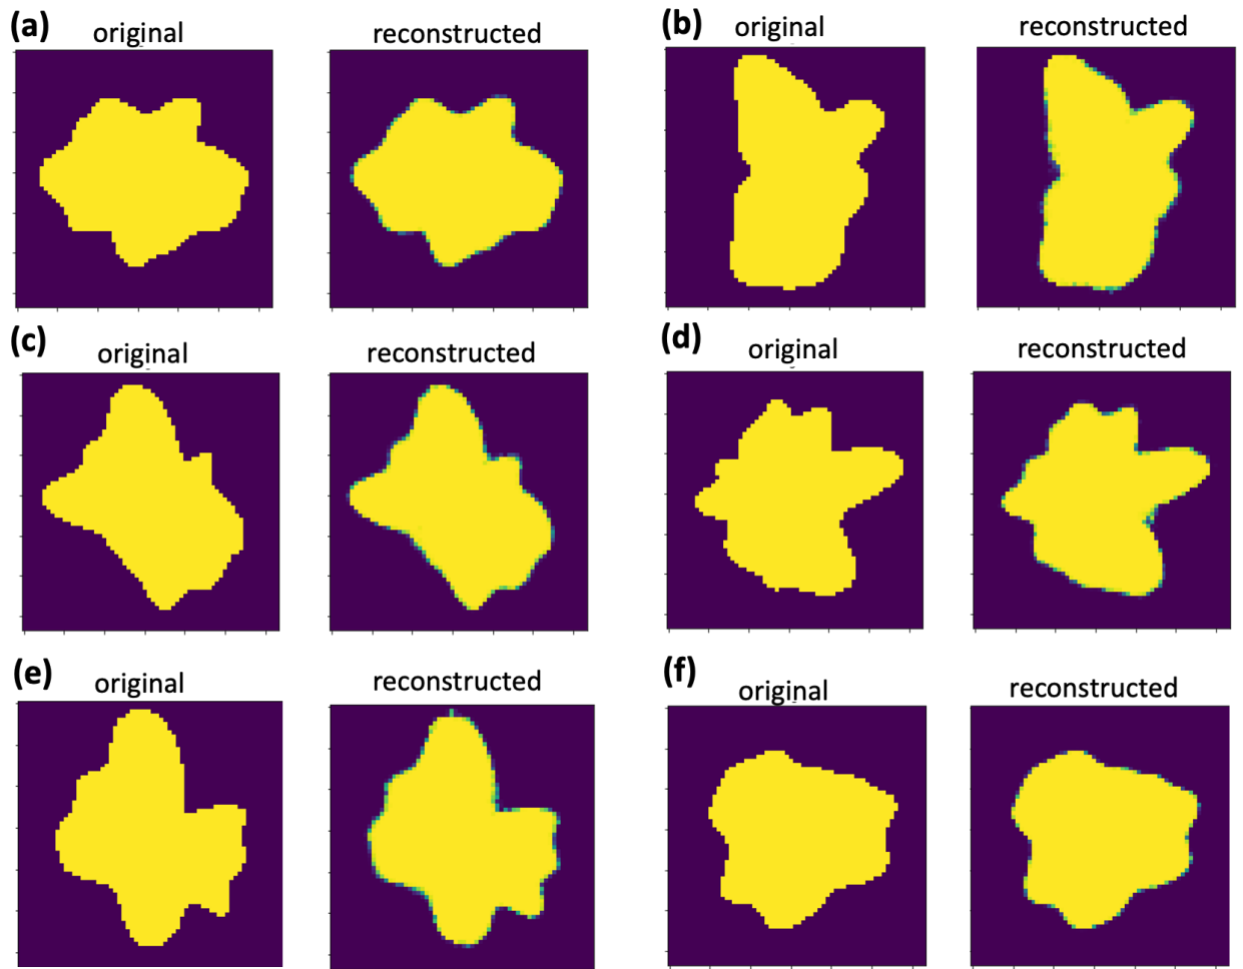 (a)
original
reconstructed
(b)
original
reconstructed
(c)
original
reconstructed
(d)
original
reconstructed
(e)
original
reconstructed
(f)
original
reconstructed